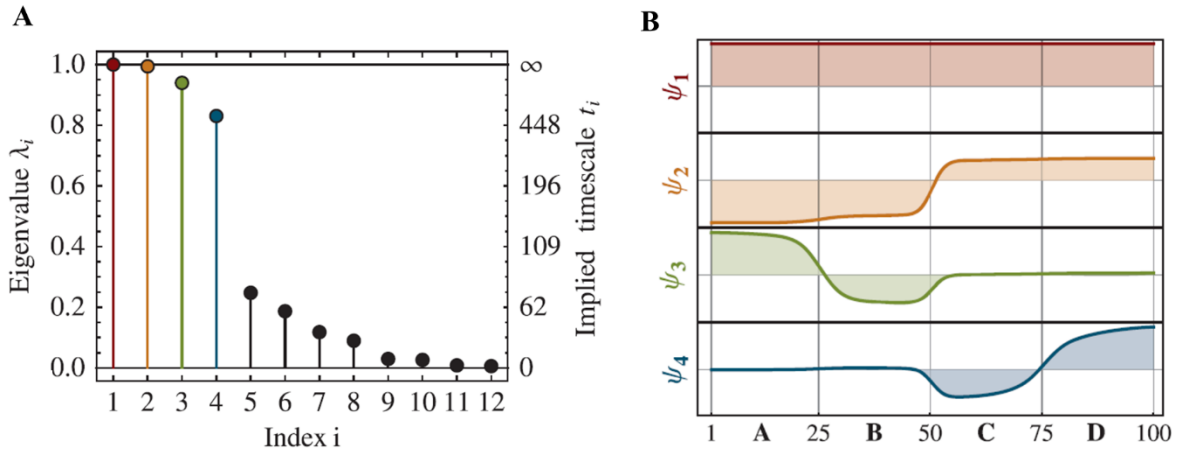 A
B
Eigenvalue λᵢ
1.0
0.8
0.6
0.4
0.2
0.0
∞
448
196
109
62
0
Implied timescale tᵢ
1 2 3 4 5 6 7 8 9 10 11 12
Index i
ψ₁
ψ₂
ψ₃
ψ₄
1 A 25 B 50 C 75 D 100